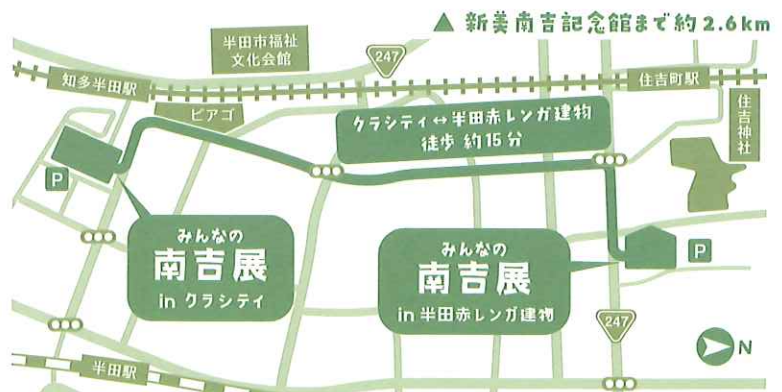 ▲ 新美南吉記念館まで約2.6km
半田市福祉
文化会館
247
知多半田駅
住吉町駅
ピアゴ
住吉神社
クラシティ↔半田赤レンガ建物
徒歩 約15分
P
みんなの
南吉展
in クラシティ
みんなの
南吉展
in 半田赤レンガ建物
P
247
N
半田駅